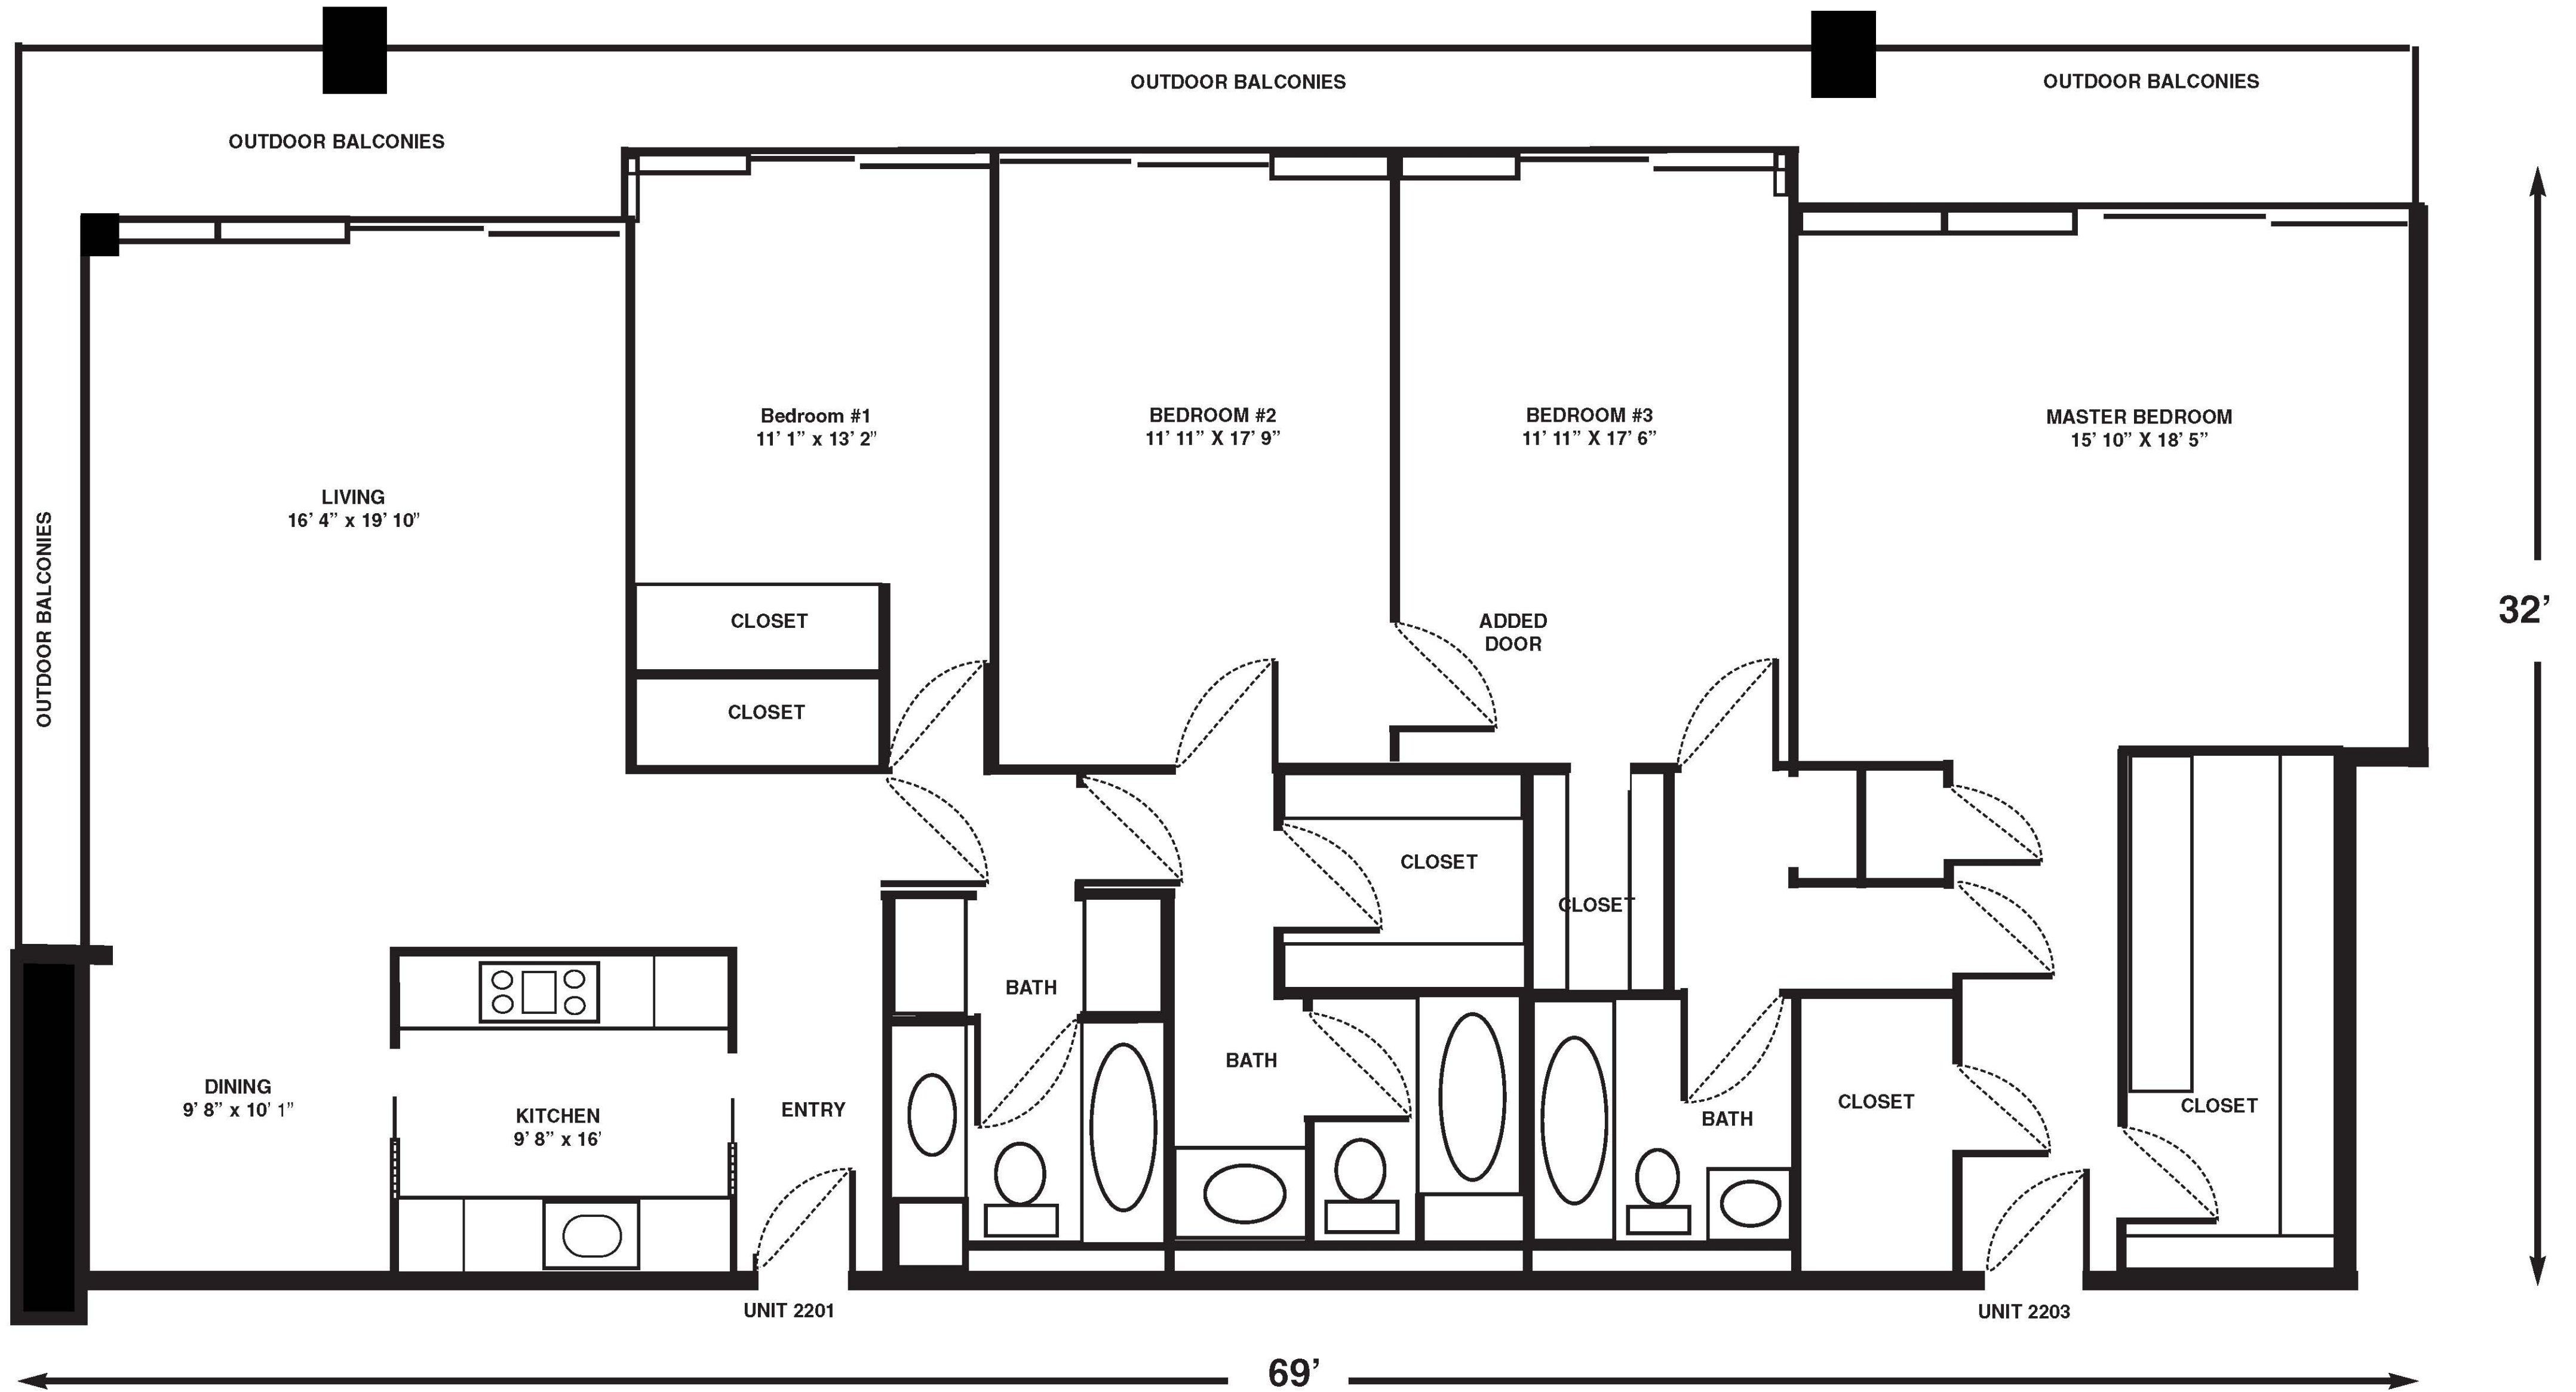 OUTDOOR BALCONIES
OUTDOOR BALCONIES
OUTDOOR BALCONIES
Bedroom #1
11’ 1” x 13’ 2”
BEDROOM #2
11’ 11” X 17’ 9”
BEDROOM #3
11’ 11” X 17’ 6”
MASTER BEDROOM
15’ 10” X 18’ 5”
LIVING
16’ 4” x 19’ 10”
OUTDOOR BALCONIES
32’
CLOSET
ADDED
DOOR
CLOSET
CLOSET
CLOSET
BATH
BATH
DINING
9’ 8” x 10’ 1”
KITCHEN
9’ 8” x 16’
ENTRY
BATH
CLOSET
CLOSET
UNIT 2201
UNIT 2203
69’